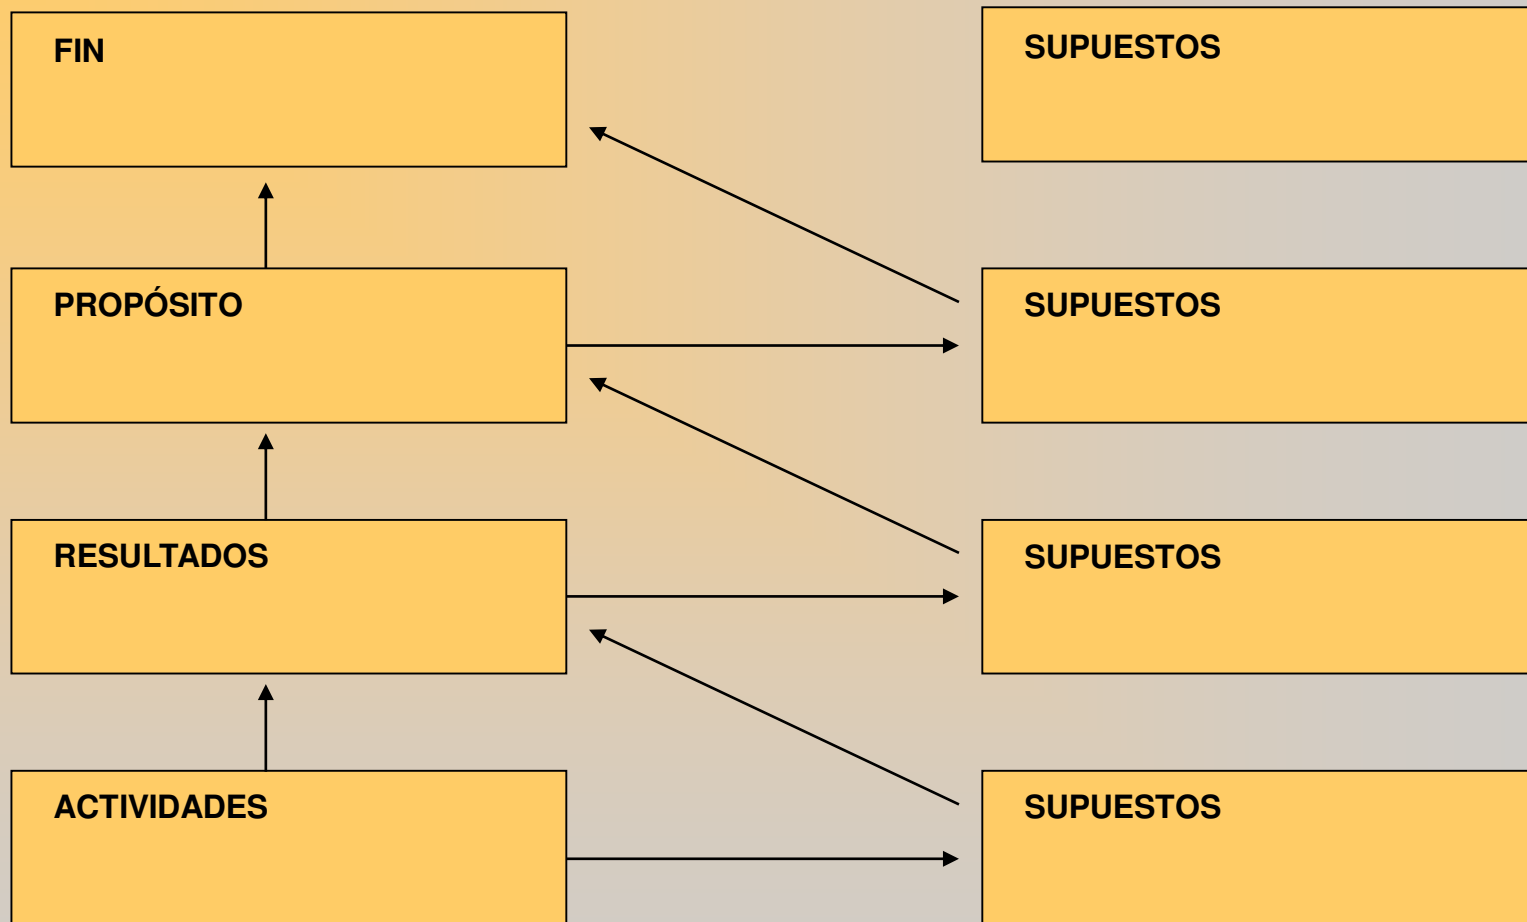 FIN
SUPUESTOS
PROPÓSITO
SUPUESTOS
RESULTADOS
SUPUESTOS
ACTIVIDADES
SUPUESTOS